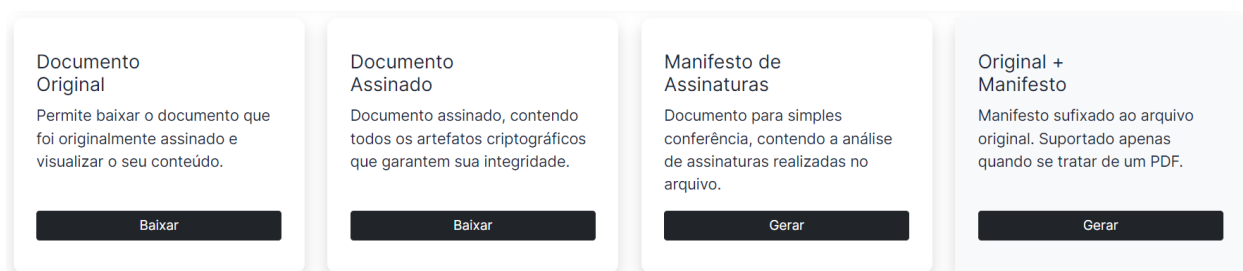 Documento
Original
Permite baixar o documento que
foi originalmente assinado e
visualizar o seu conteúdo.
Baixar
Documento
Assinado
Documento assinado, contendo
todos os artefatos criptográficos
que garantem sua integridade.
Baixar
Manifesto de
Assinaturas
Documento para simples
conferência, contendo a análise
de assinaturas realizadas no
arquivo.
Gerar
Original +
Manifesto
Manifesto sufixado ao arquivo
original. Suportado apenas
quando se tratar de um PDF.
Gerar